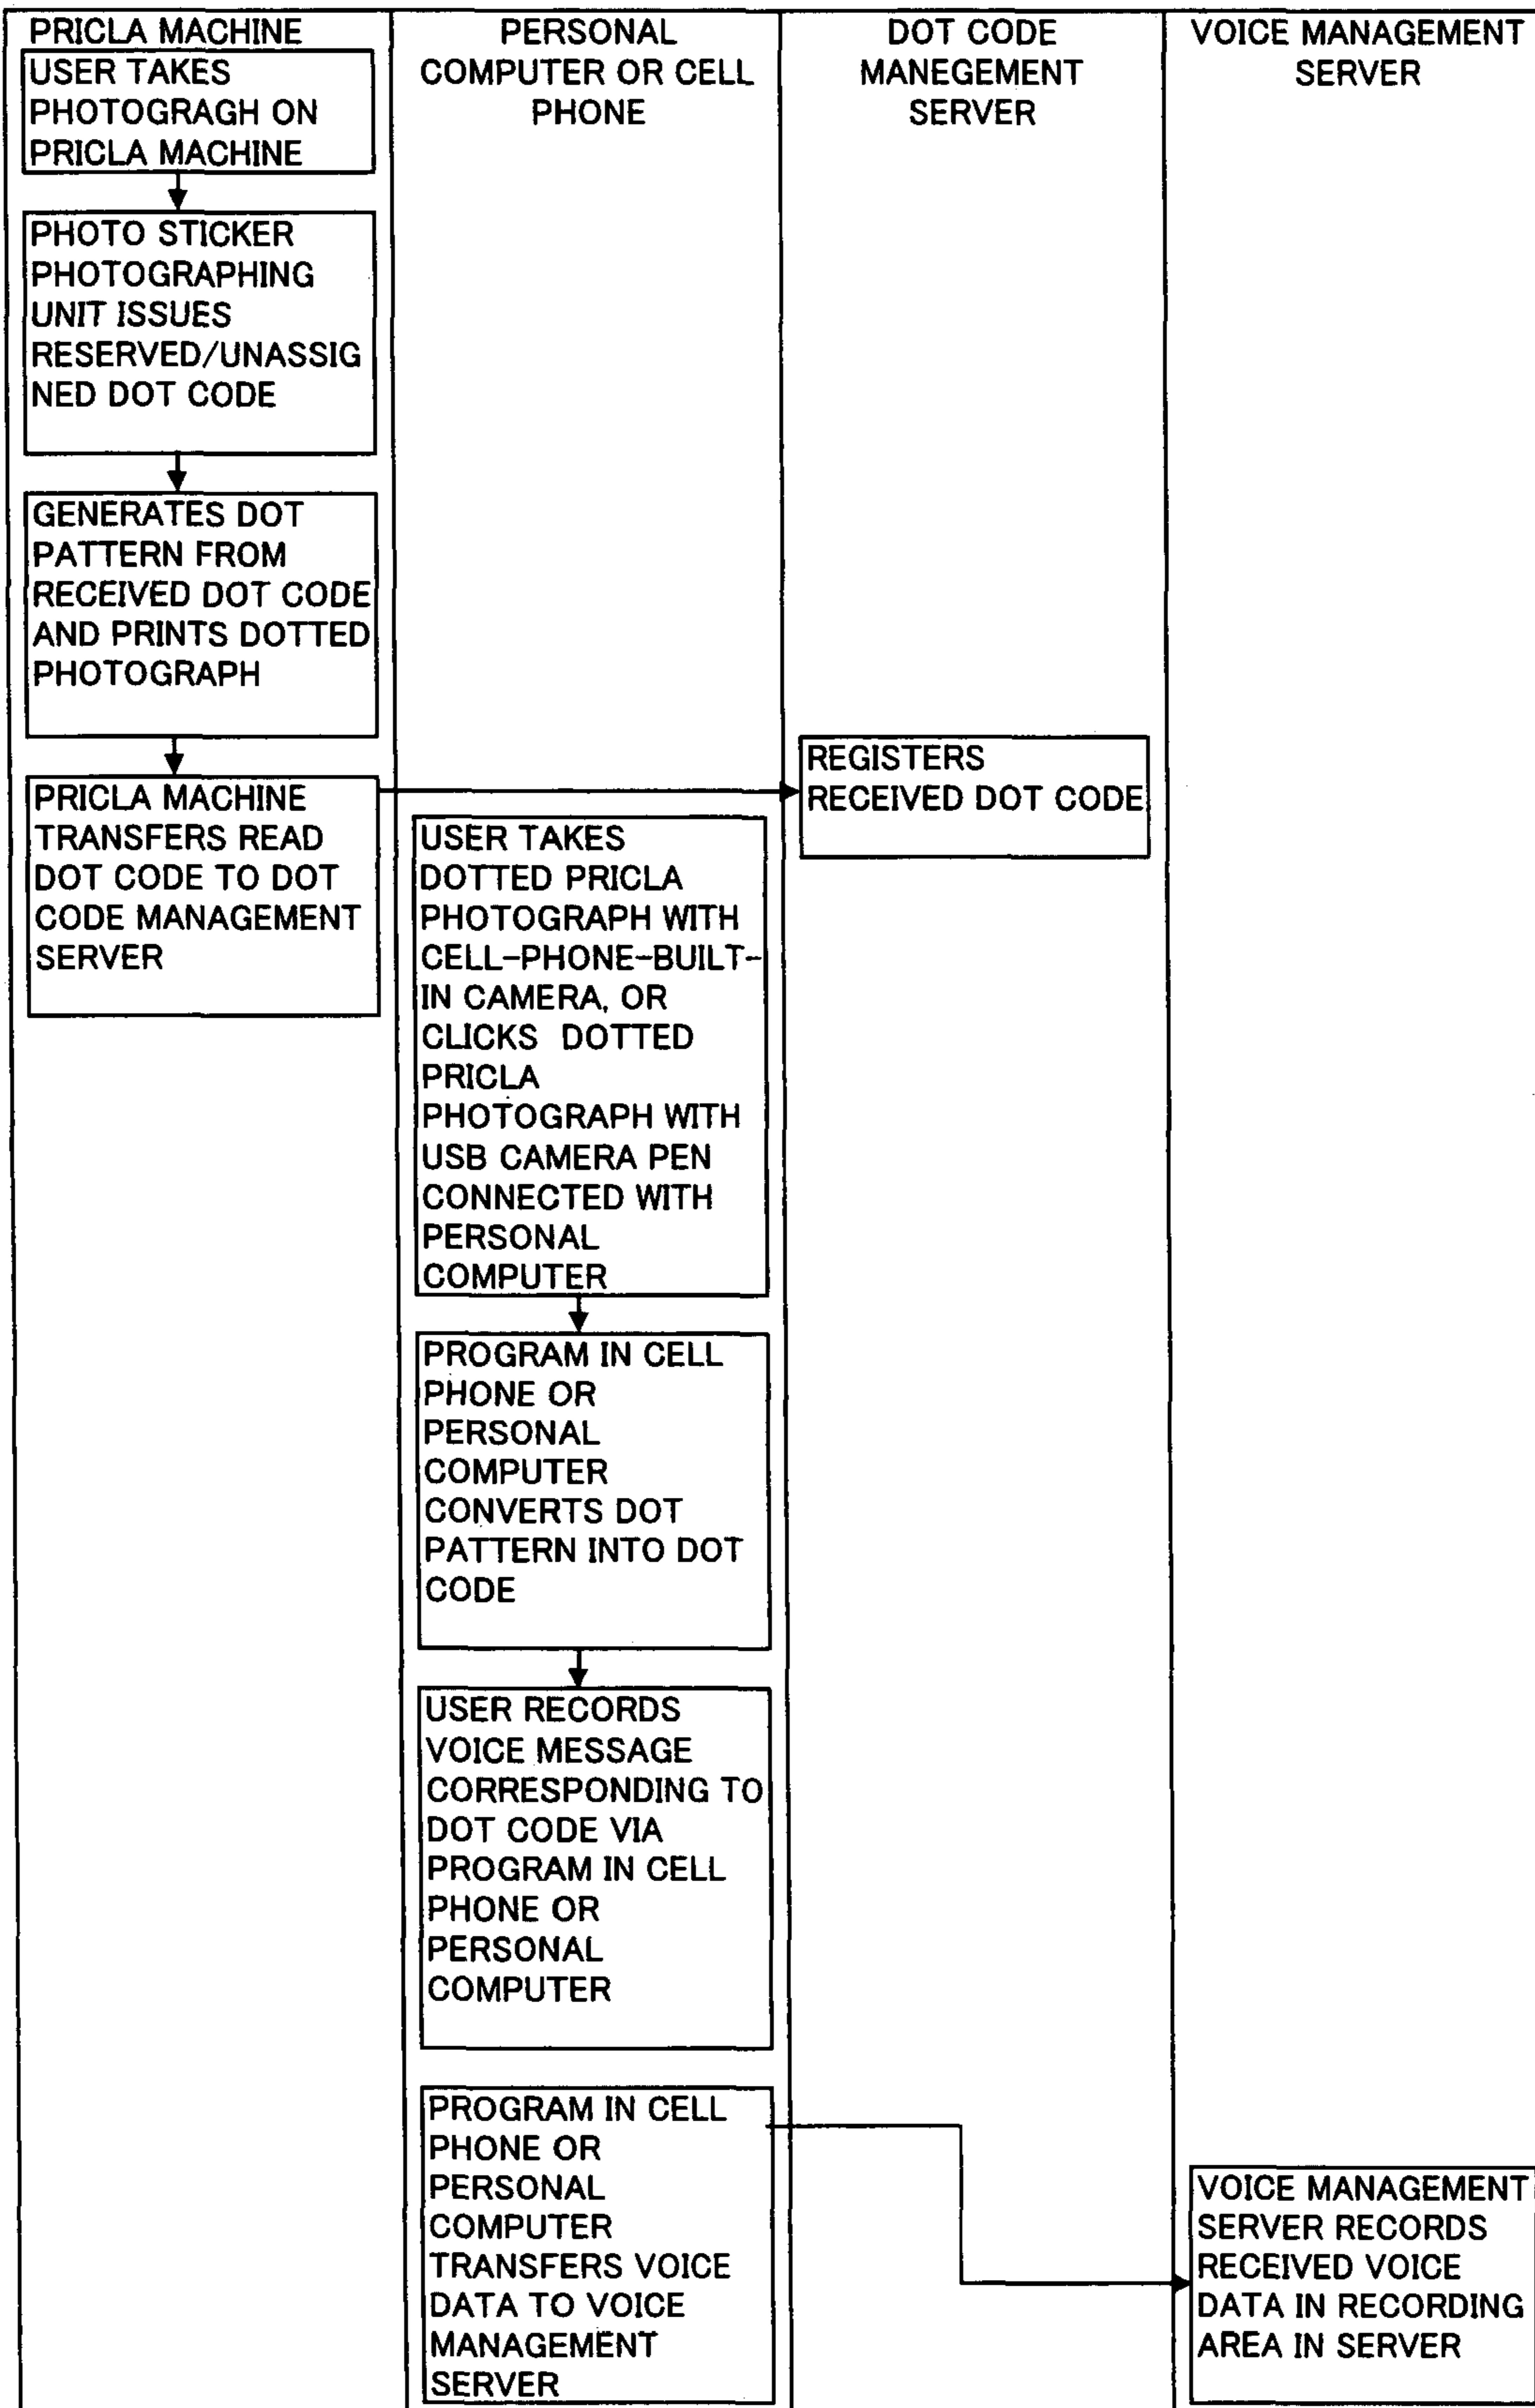 PRICLA MACHINE
PERSONAL
COMPUTER OR CELL
PHONE
DOT CODE
MANEGEMENT
SERVER
VOICE MANAGEMENT
SERVER
USER TAKES
PHOTOGRAGH ON
PRICLA MACHINE
PHOTO STICKER
PHOTOGRAPHING
UNIT ISSUES
RESERVED/UNASSIG
NED DOT CODE
GENERATES DOT
PATTERN FROM
RECEIVED DOT CODE
AND PRINTS DOTTED
PHOTOGRAPH
PRICLA MACHINE
TRANSFERS READ
DOT CODE TO DOT
CODE MANAGEMENT
SERVER
REGISTERS
RECEIVED DOT CODE
USER TAKES
DOTTED PRICLA
PHOTOGRAPH WITH
CELL-PHONE-BUILT-
IN CAMERA, OR
CLICKS DOTTED
PRICLA
PHOTOGRAPH WITH
USB CAMERA PEN
CONNECTED WITH
PERSONAL
COMPUTER
PROGRAM IN CELL
PHONE OR
PERSONAL
COMPUTER
CONVERTS DOT
PATTERN INTO DOT
CODE
USER RECORDS
VOICE MESSAGE
CORRESPONDING TO
DOT CODE VIA
PROGRAM IN CELL
PHONE OR
PERSONAL
COMPUTER
PROGRAM IN CELL
PHONE OR
PERSONAL
COMPUTER
TRANSFERS VOICE
DATA TO VOICE
MANAGEMENT
SERVER
VOICE MANAGEMENT
SERVER RECORDS
RECEIVED VOICE
DATA IN RECORDING
AREA IN SERVER